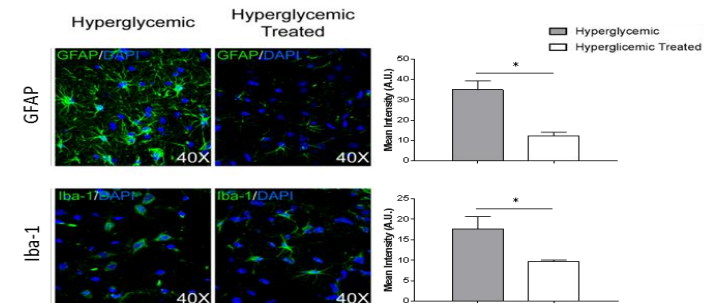 Hyperglycemic
Hyperglycemic
Treated
Hyperglycemic
Hyperglicemic Treated
GFAP
GFAP/DAPI
40X
GFAP/DAPI
40X
Mean Intensity (A.U.)
50
40
30
20
10
0
*
Iba-1
Iba-1/DAPI
40X
Iba-1/DAPI
40X
Mean Intensity (A.U.)
25
20
15
10
5
0
*